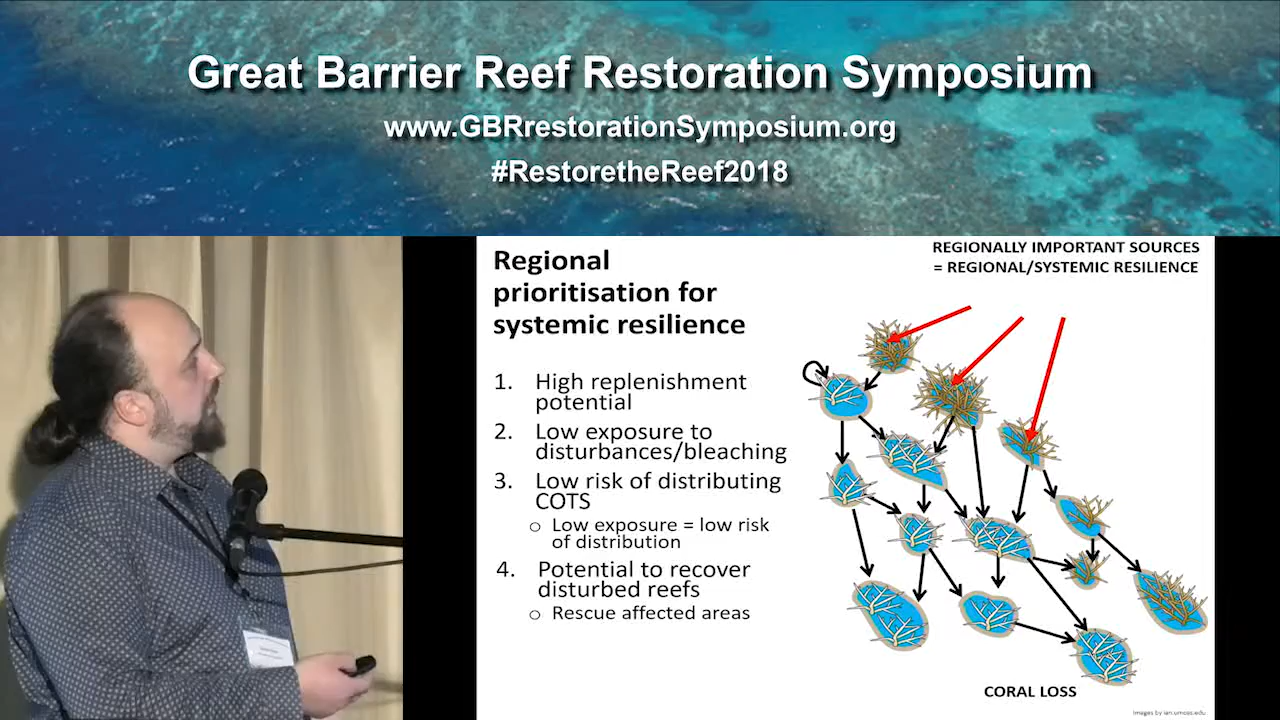 Great Barrier Reef Restoration Symposium
www.GBRrestorationSymposium.org
#RestoretheReef2018
Regional
prioritisation for
systemic resilience
1. High replenishment
potential
2. Low exposure to
disturbances/bleaching
3. Low risk of distributing
COTS
o Low exposure = low risk
of distribution
4. Potential to recover
disturbed reefs
o Rescue affected areas
REGIONALLY IMPORTANT SOURCES
= REGIONAL/SYSTEMIC RESILIENCE
CORAL LOSS
Images by ian.umces.edu